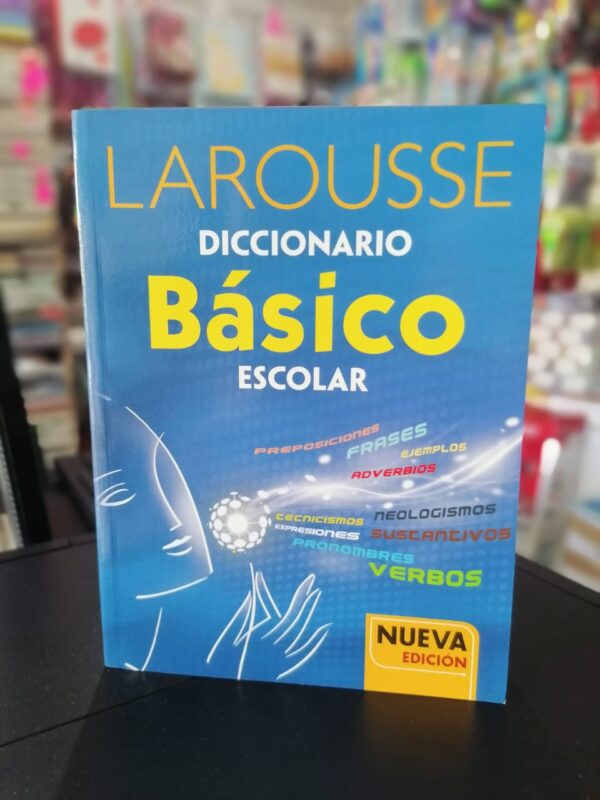 LAROUSSE
DICCIONARIO
Básico
ESCOLAR
PREPOSICIONES
FRASES
EJEMPLOS
ADVERBIOS
TECNICISMOS
NEOLOGISMOS
EXPRESIONES
SUSTANTIVOS
PRONOMBRES
VERBOS
NUEVA
EDICIÓN